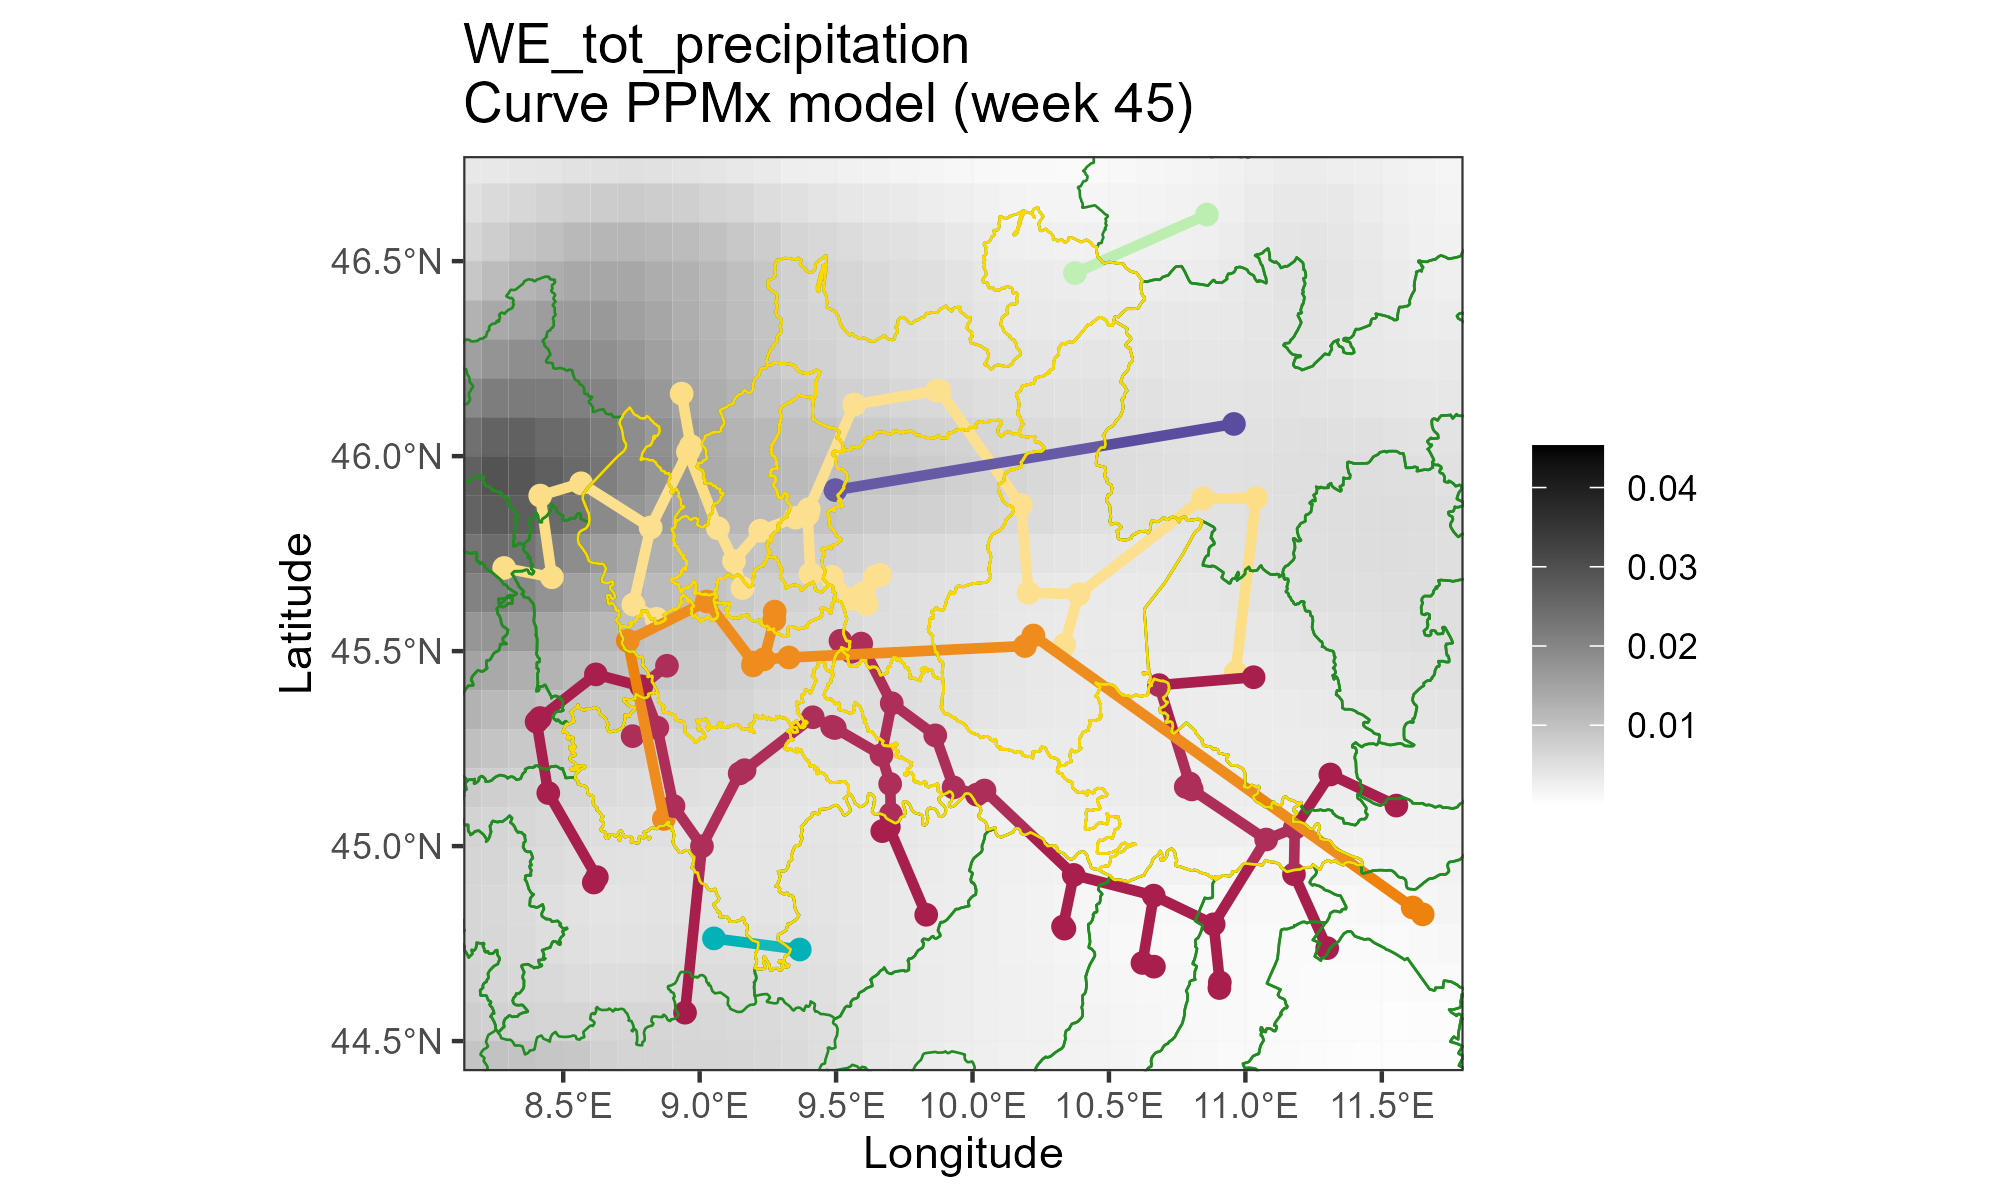 WE_tot_precipitation
Curve PPMx model (week 45)
46.5°N
46.0°N
45.5°N
45.0°N
44.5°N
Latitude
8.5°E 9.0°E 9.5°E 10.0°E 10.5°E 11.0°E 11.5°E
Longitude
0.04
0.03
0.02
0.01